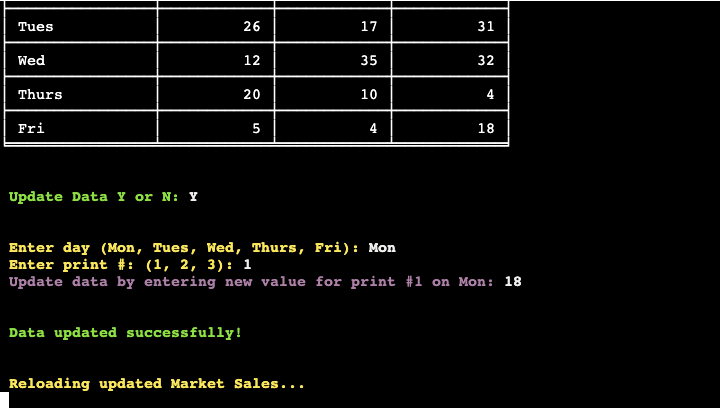 Tues 26 17 31
Wed 12 35 32
Thurs 20 10 4
Fri 5 4 18
Update Data Y or N: Y
Enter day (Mon, Tues, Wed, Thurs, Fri): Mon
Enter print #: (1, 2, 3): 1
Update data by entering new value for print #1 on Mon: 18
Data updated successfully!
Reloading updated Market Sales...